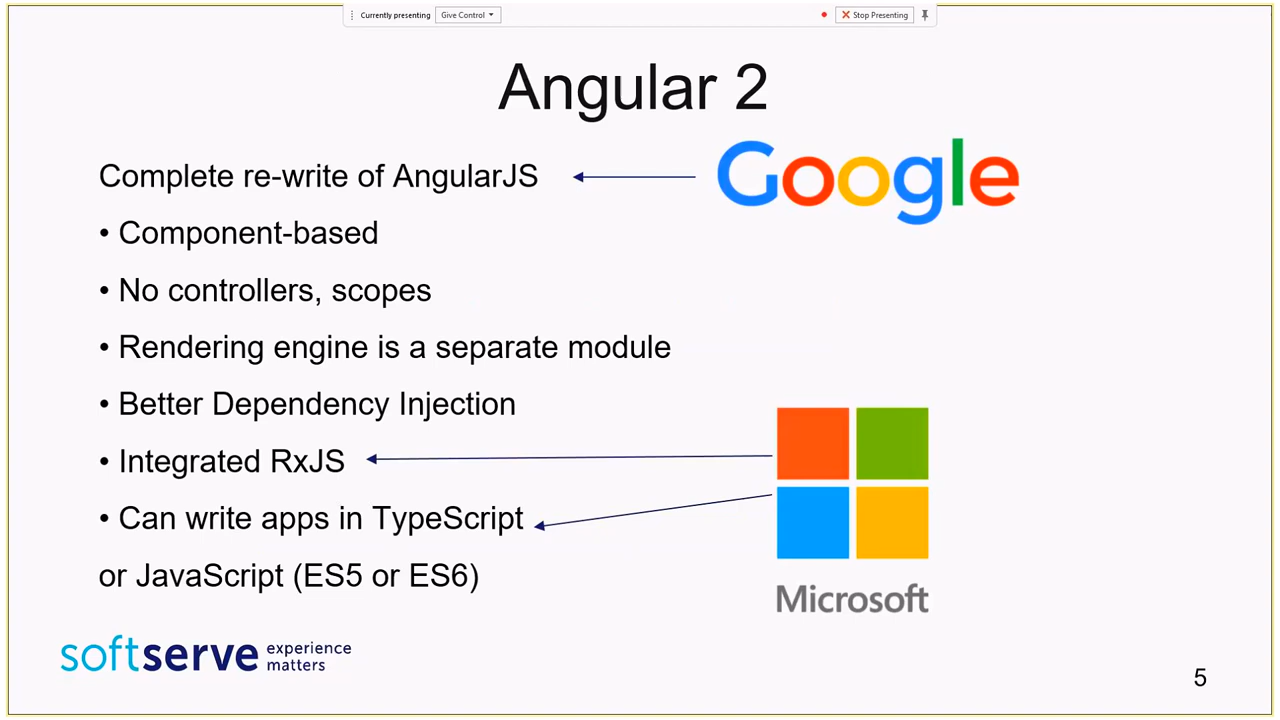 Currently presenting Give Control Stop Presenting
Angular 2
Complete re-write of AngularJS
Google
• Component-based
• No controllers, scopes
• Rendering engine is a separate module
• Better Dependency Injection
• Integrated RxJS
• Can write apps in TypeScript
or JavaScript (ES5 or ES6)
Microsoft
softserve experience
matters
5